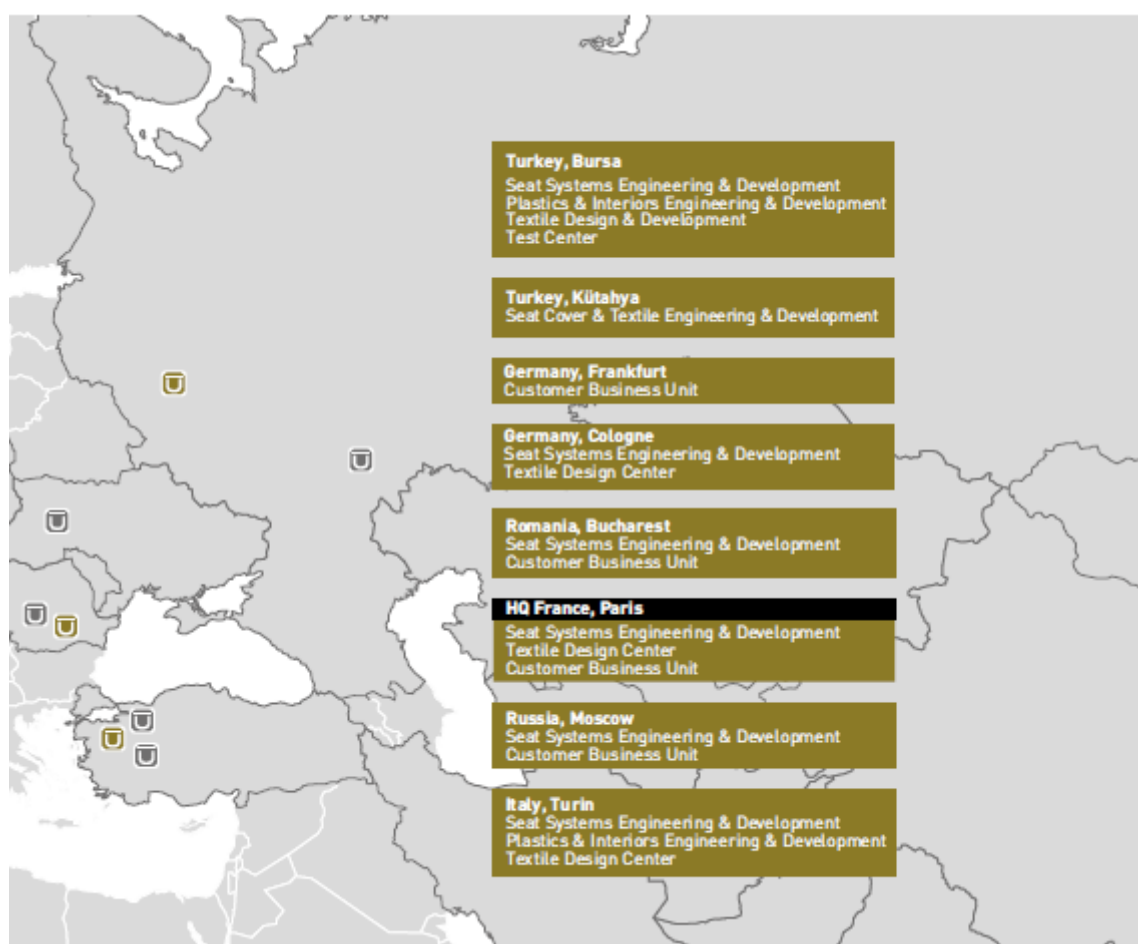 Turkey, Bursa
Seat Systems Engineering & Development
Plastics & Interiors Engineering & Development
Textile Design & Development
Test Center
Turkey, Kütahya
Seat Cover & Textile Engineering & Development
Germany, Frankfurt
Customer Business Unit
Germany, Cologne
Seat Systems Engineering & Development
Textile Design Center
Romania, Bucharest
Seat Systems Engineering & Development
Customer Business Unit
HQ France, Paris
Seat Systems Engineering & Development
Textile Design Center
Customer Business Unit
Russia, Moscow
Seat Systems Engineering & Development
Customer Business Unit
Italy, Turin
Seat Systems Engineering & Development
Plastics & Interiors Engineering & Development
Textile Design Center